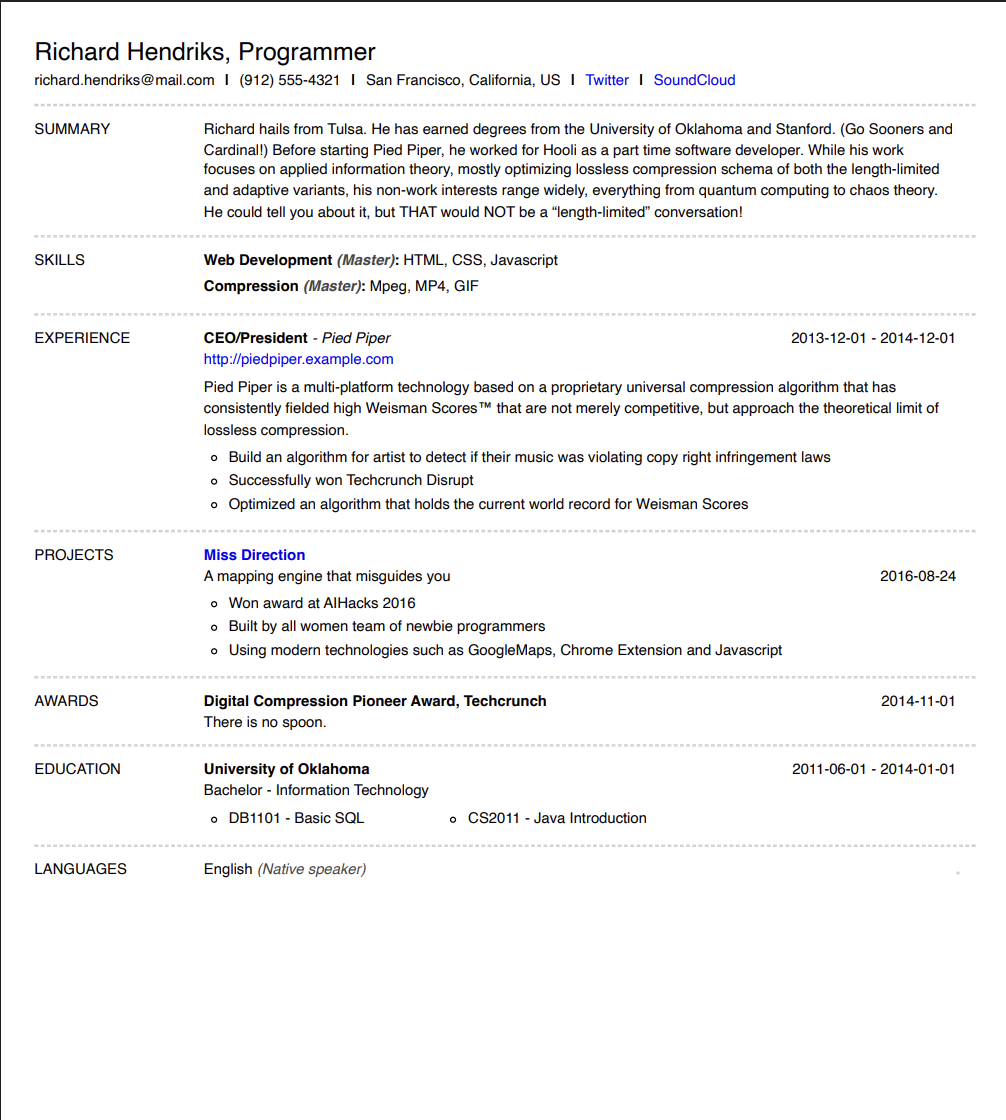 Richard Hendriks, Programmer
richard.hendriks@mail.com I (912) 555-4321 I San Francisco, California, US I Twitter I SoundCloud
SUMMARY Richard hails from Tulsa. He has earned degrees from the University of Oklahoma and Stanford. (Go Sooners and
Cardinal!) Before starting Pied Piper, he worked for Hooli as a part time software developer. While his work
focuses on applied information theory, mostly optimizing lossless compression schema of both the length-limited
and adaptive variants, his non-work interests range widely, everything from quantum computing to chaos theory.
He could tell you about it, but THAT would NOT be a “length-limited” conversation!
SKILLS Web Development (Master): HTML, CSS, Javascript
Compression (Master): Mpeg, MP4, GIF
EXPERIENCE CEO/President - Pied Piper 2013-12-01 - 2014-12-01
http://piedpiper.example.com
Pied Piper is a multi-platform technology based on a proprietary universal compression algorithm that has
consistently fielded high Weisman Scores™ that are not merely competitive, but approach the theoretical limit of
lossless compression.
Build an algorithm for artist to detect if their music was violating copy right infringement laws
Successfully won Techcrunch Disrupt
Optimized an algorithm that holds the current world record for Weisman Scores
PROJECTS Miss Direction
A mapping engine that misguides you 2016-08-24
Won award at AIHacks 2016
Built by all women team of newbie programmers
Using modern technologies such as GoogleMaps, Chrome Extension and Javascript
AWARDS Digital Compression Pioneer Award, Techcrunch 2014-11-01
There is no spoon.
EDUCATION University of Oklahoma 2011-06-01 - 2014-01-01
Bachelor - Information Technology
DB1101 - Basic SQL CS2011 - Java Introduction
LANGUAGES English (Native speaker) .